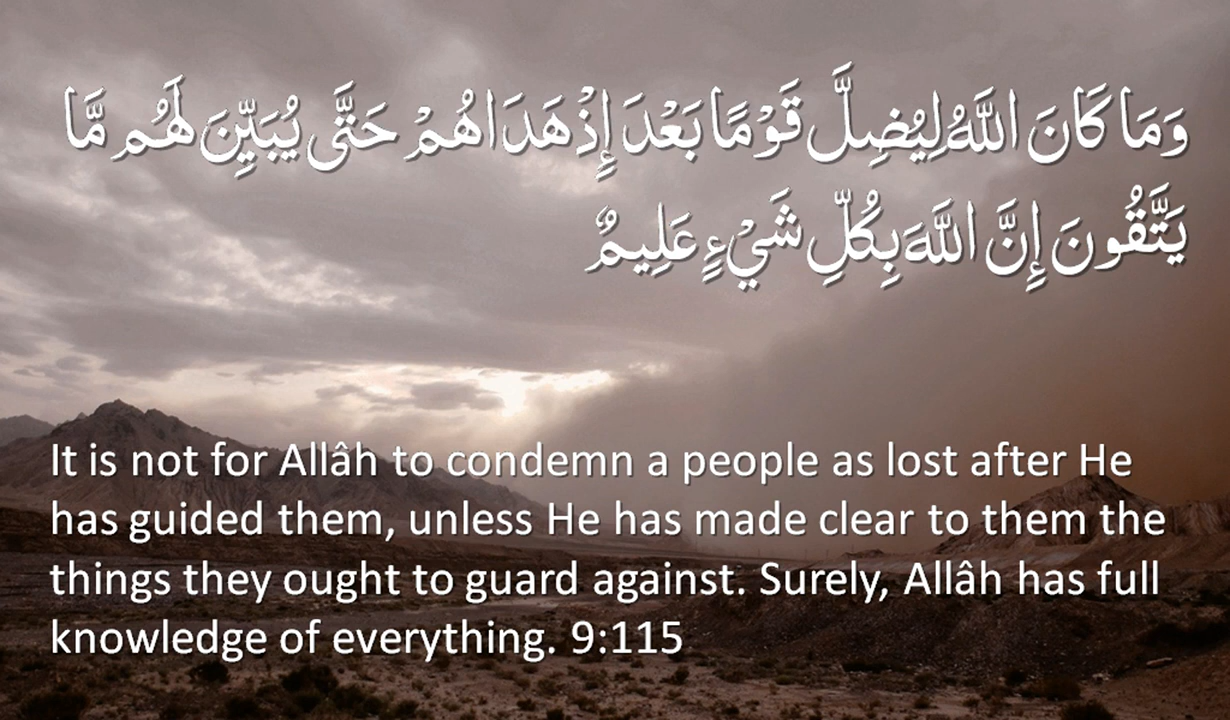 وَمَا كَانَ اللَّهُ لِيُضِلَّ قَوْمًا بَعْدَ إِذْ هَدَاهُمْ حَتَّى يُبَيِّنَ لَهُم مَّا
يَتَّقُونَ إِنَّ اللَّهَ بِكُلِّ شَيْءٍ عَلِيمٌ
It is not for Allâh to condemn a people as lost after He
has guided them, unless He has made clear to them the
things they ought to guard against. Surely, Allâh has full
knowledge of everything. 9:115